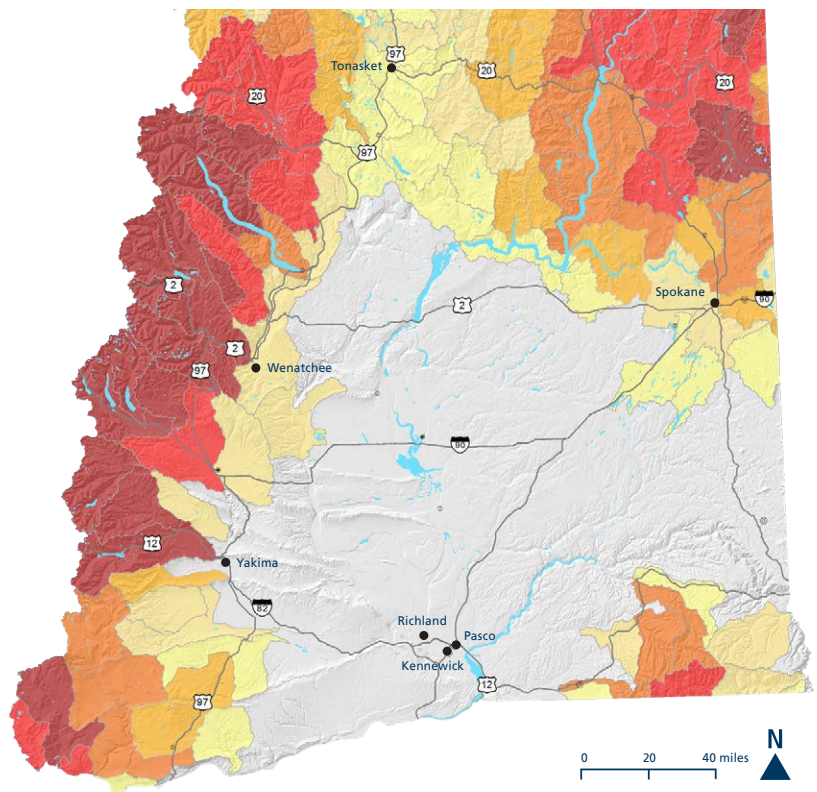 97
Tonasket
20
20
20
97
2
Spokane
90
2
2
Wenatchee
97
90
12
Yakima
82
Richland
Pasco
Kennewick
12
97
N
0 20 40 miles